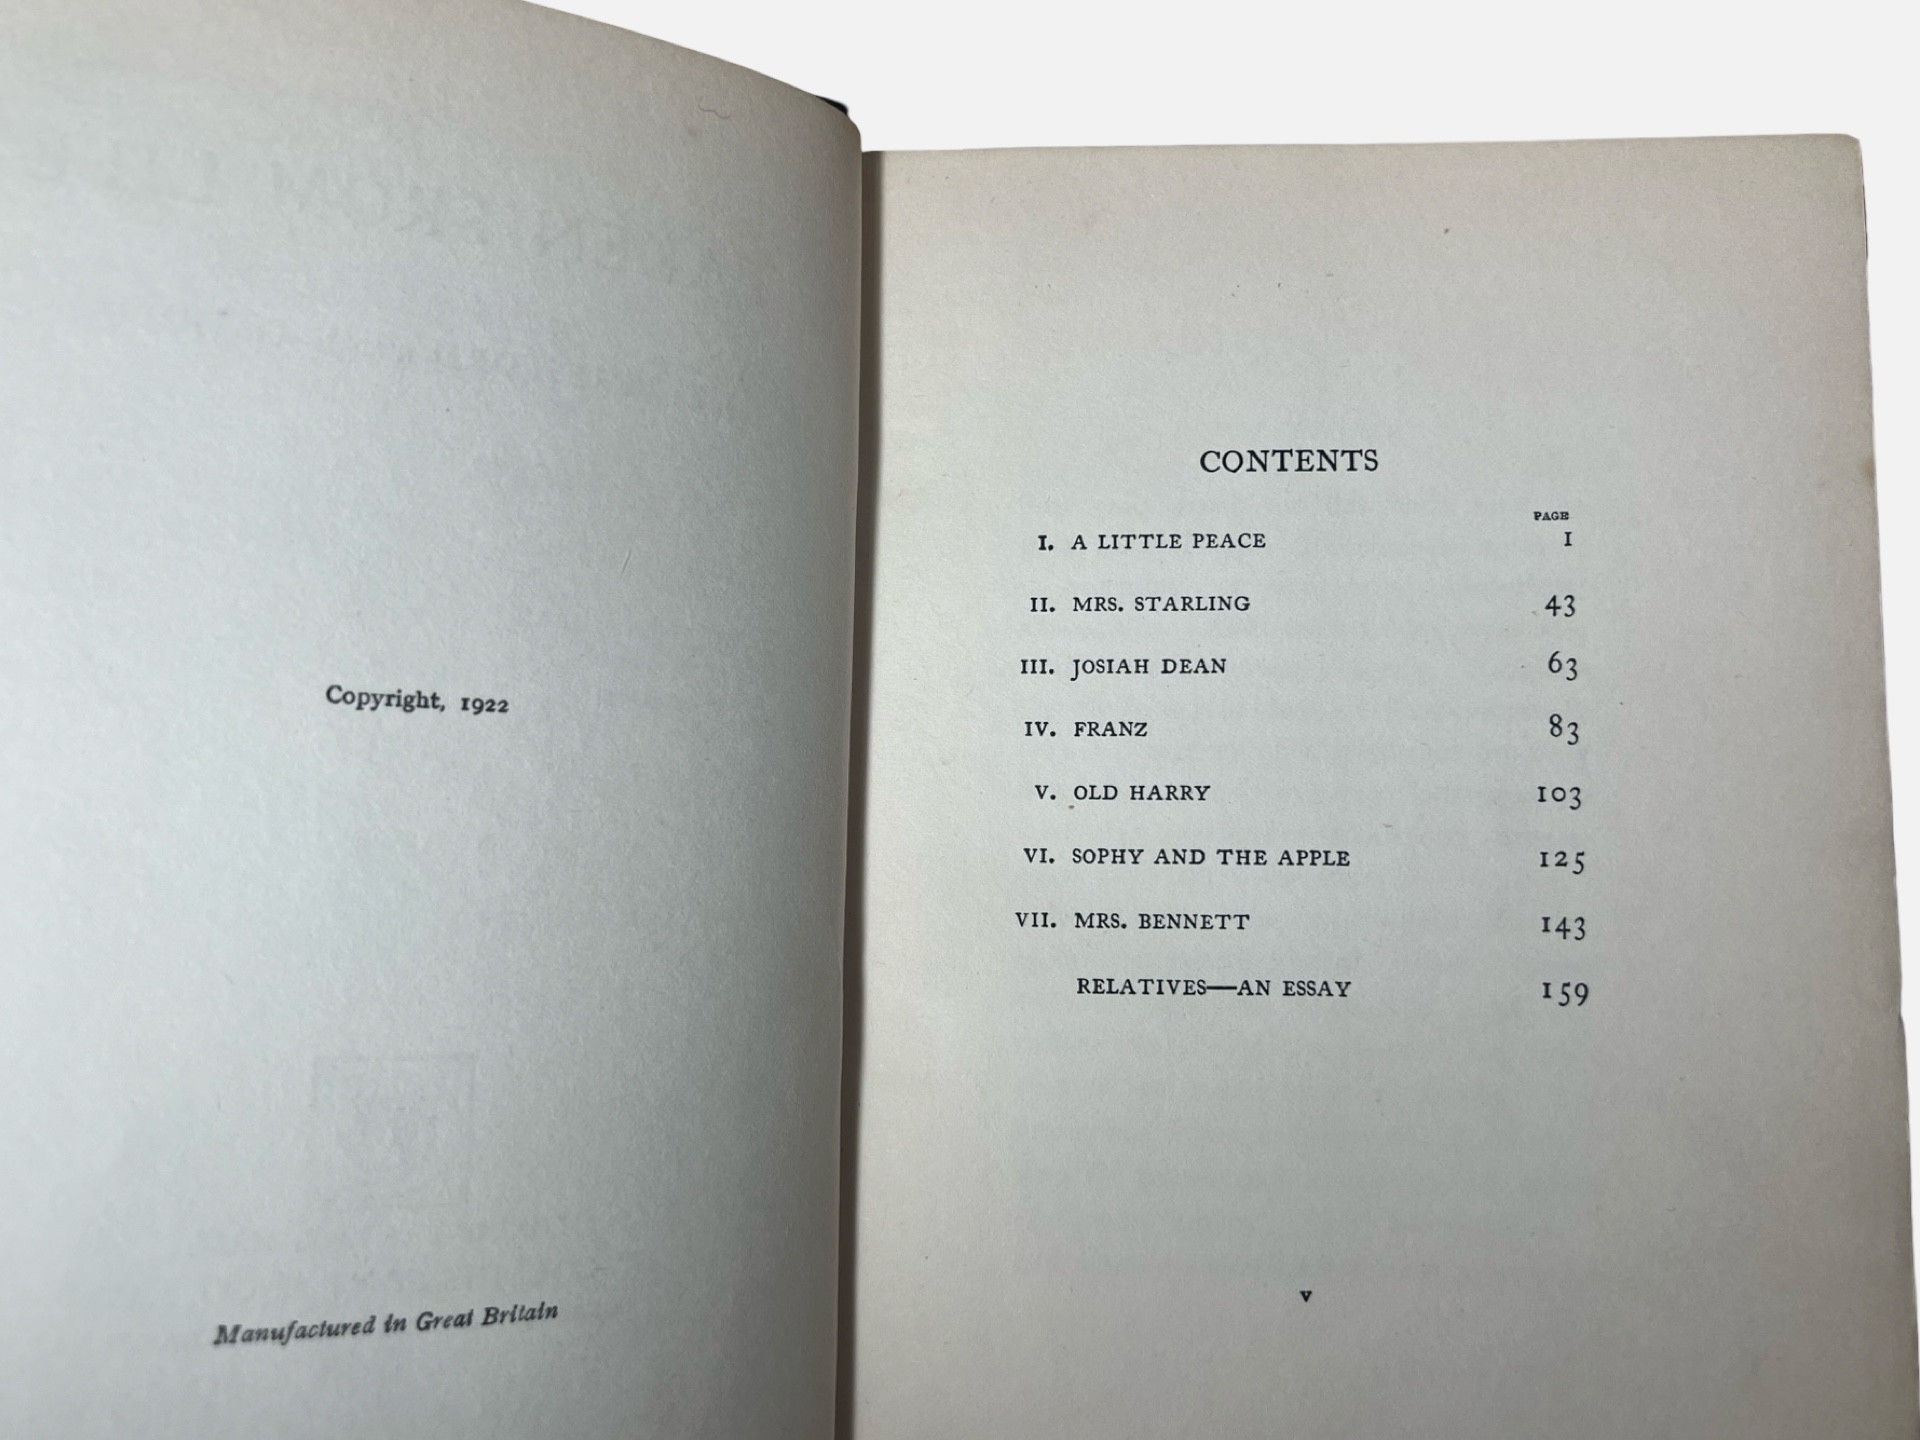 Copyright, 1922
Manufactured in Great Britain
CONTENTS
PAGE
I. A LITTLE PEACE 1
II. MRS. STARLING 43
III. JOSIAH DEAN 63
IV. FRANZ 83
V. OLD HARRY 103
VI. SOPHY AND THE APPLE 125
VII. MRS. BENNETT 143
RELATIVES—AN ESSAY 159
v